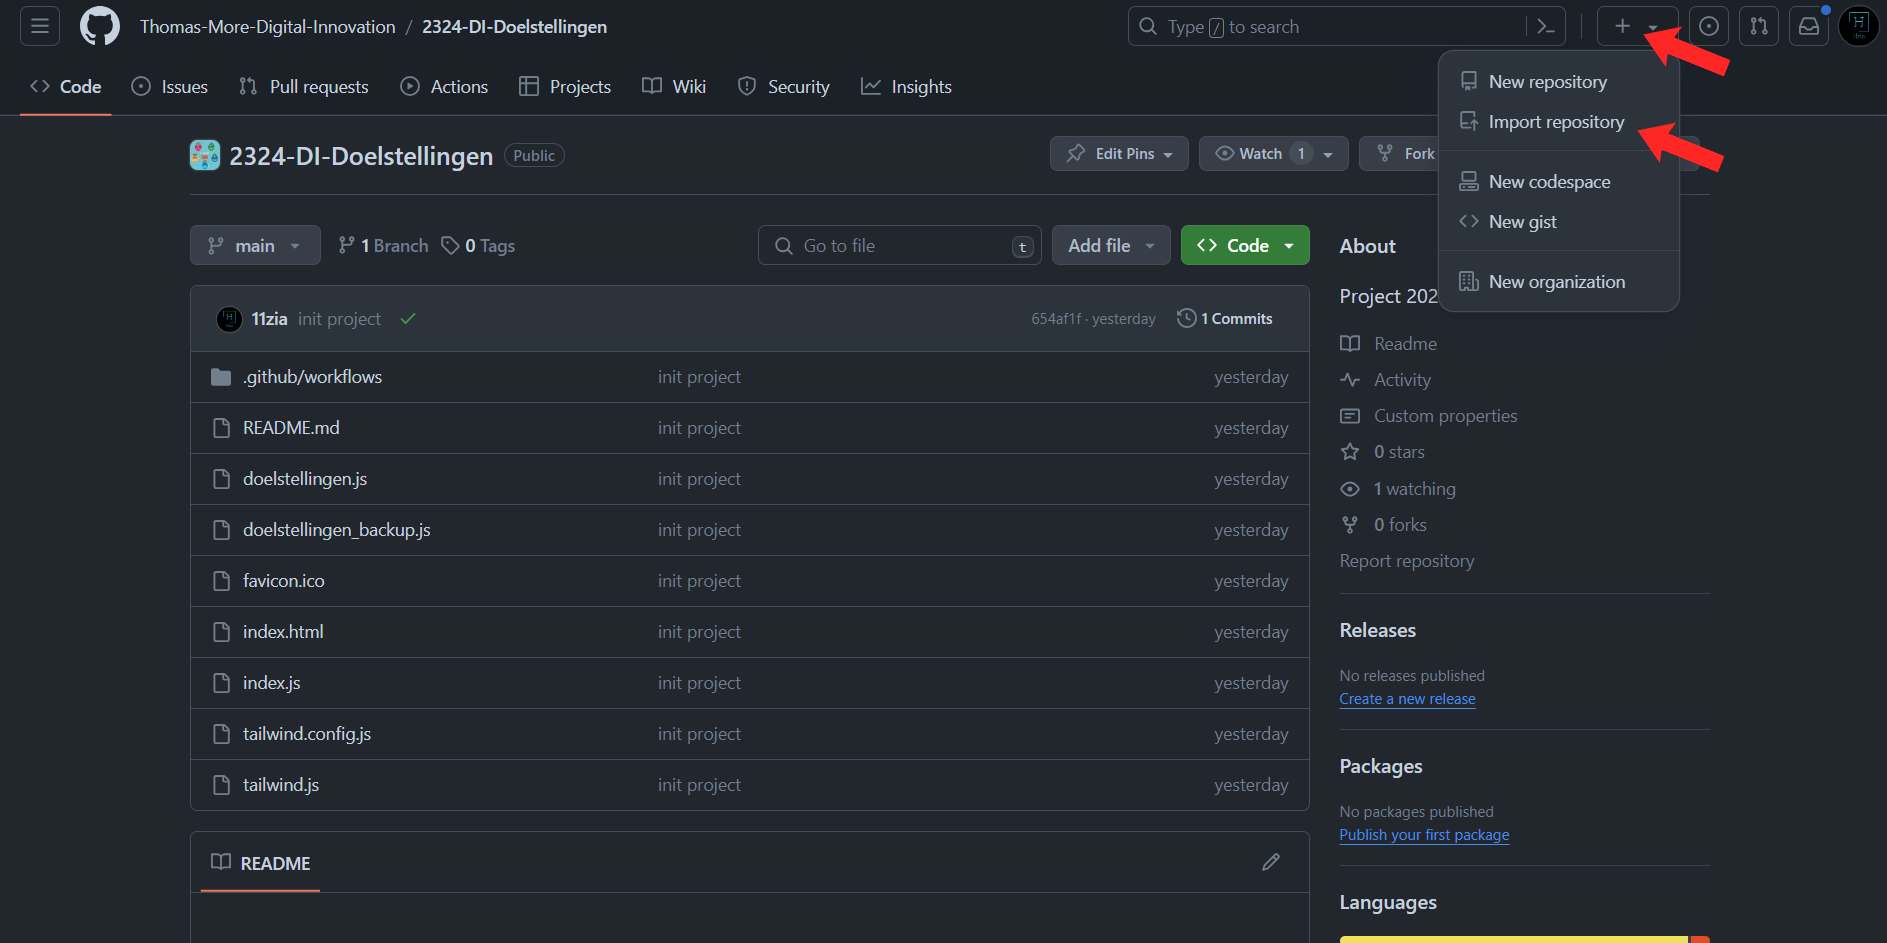 Thomas-More-Digital-Innovation / 2324-DI-Doelstellingen
Type / to search
Code
Issues
Pull requests
Actions
Projects
Wiki
Security
Insights
New repository
Import repository
New codespace
New gist
New organization
2324-DI-Doelstellingen
Public
Edit Pins
Watch 1
Fork
main
1 Branch
0 Tags
Go to file
t
Add file
Code
11zia init project
654af1f · yesterday
1 Commits
.github/workflows init project yesterday
README.md init project yesterday
doelstellingen.js init project yesterday
doelstellingen_backup.js init project yesterday
favicon.ico init project yesterday
index.html init project yesterday
index.js init project yesterday
tailwind.config.js init project yesterday
tailwind.js init project yesterday
README
About
Project 202
Readme
Activity
Custom properties
0 stars
1 watching
0 forks
Report repository
Releases
No releases published
Create a new release
Packages
No packages published
Publish your first package
Languages